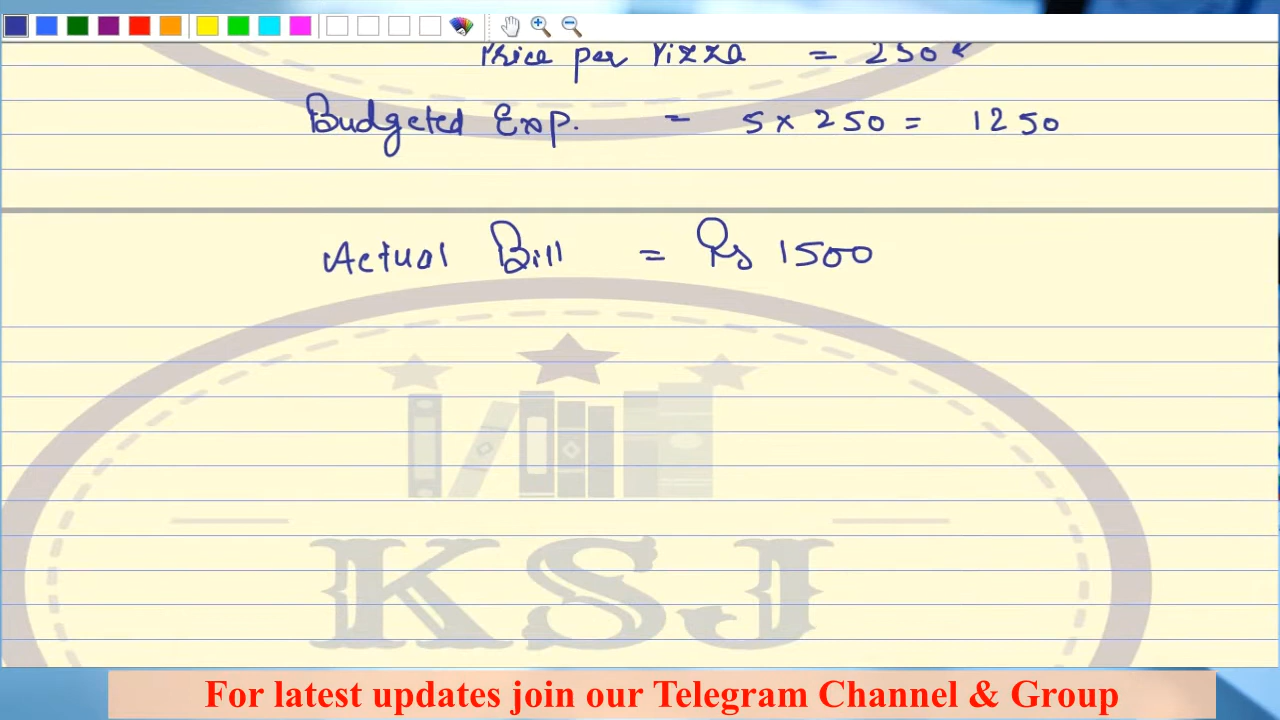 Price per Pizza = 250
Budgeted Exp. = 5 x 250 = 1250
Actual Bill = Rs 1500
KSJ
For latest updates join our Telegram Channel & Group